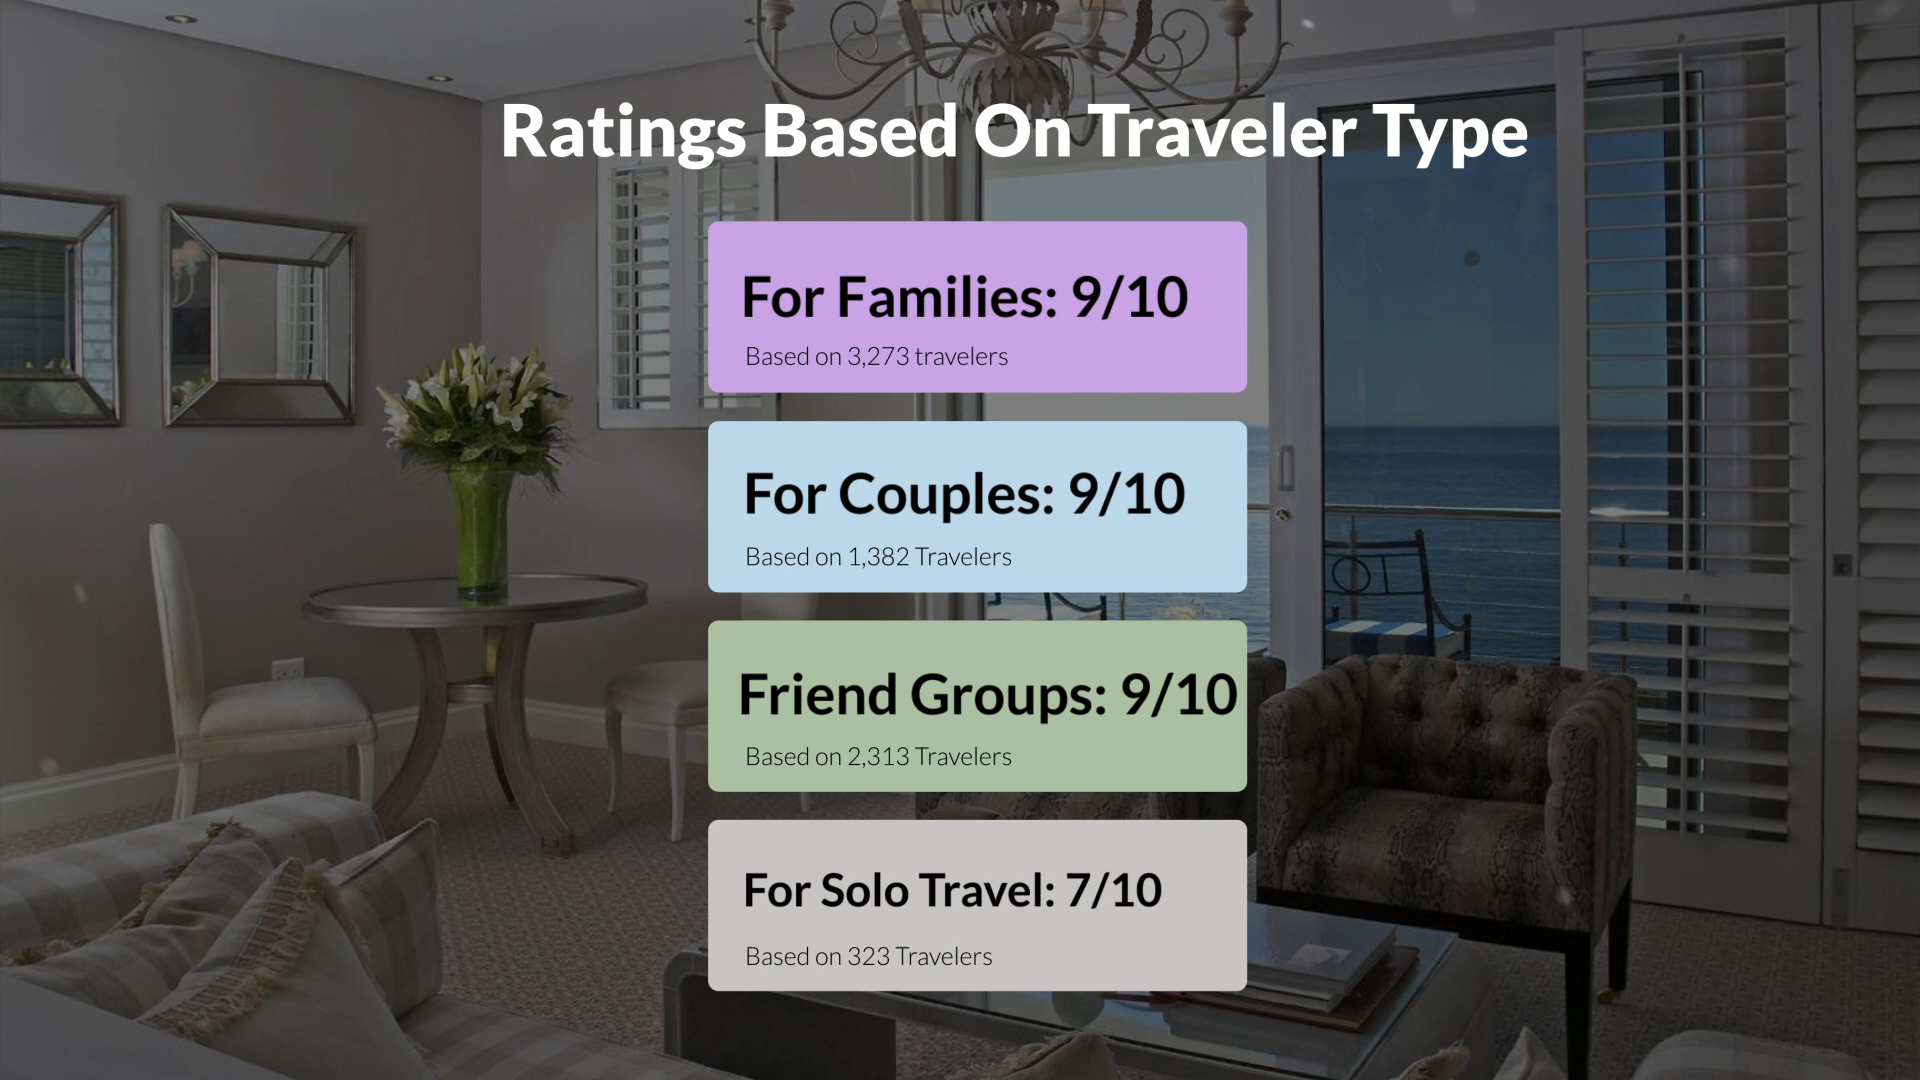 Ratings Based On Traveler Type
For Families: 9/10
Based on 3,273 travelers
For Couples: 9/10
Based on 1,382 Travelers
Friend Groups: 9/10
Based on 2,313 Travelers
For Solo Travel: 7/10
Based on 323 Travelers